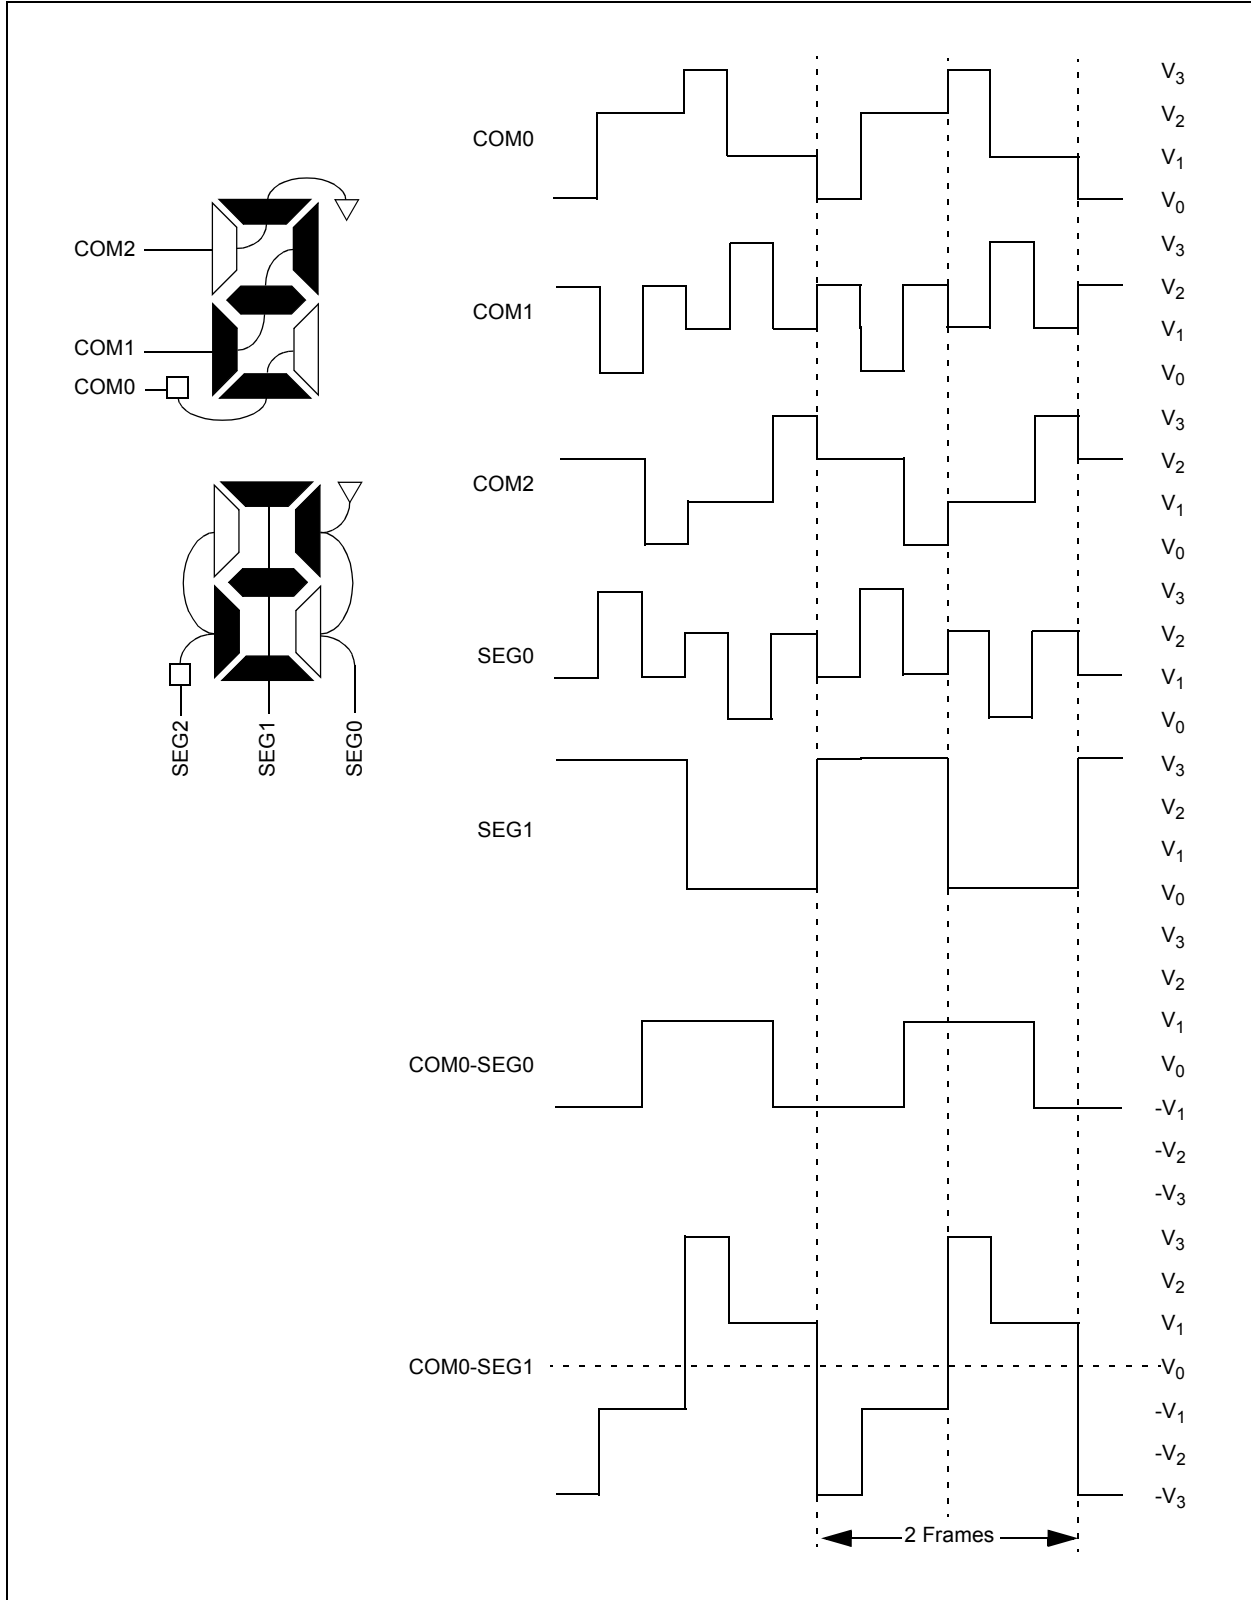 COM2
COM1
COM0
SEG2
SEG1
SEG0
COM0
V3
V2
V1
V0
COM1
V3
V2
V1
V0
COM2
V3
V2
V1
V0
SEG0
V3
V2
V1
V0
SEG1
V3
V2
V1
V0
COM0-SEG0
V3
V2
V1
V0
-V1
-V2
-V3
COM0-SEG1
V3
V2
V1
V0
-V1
-V2
-V3
2 Frames